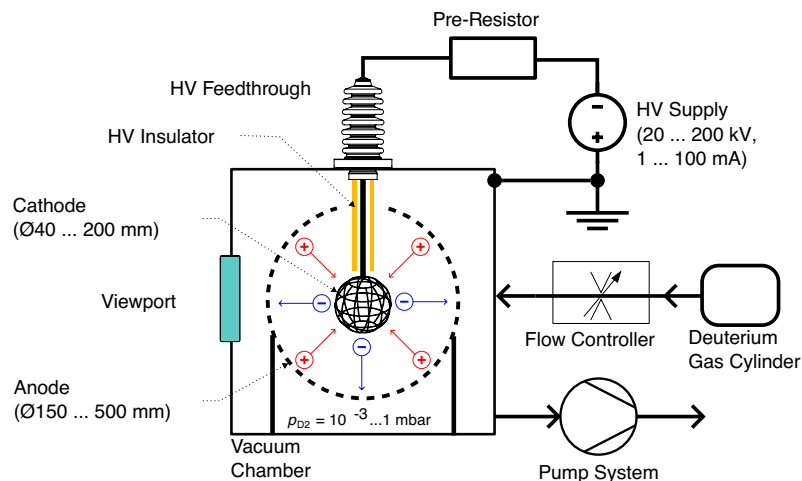 Pre-Resistor
HV Feedthrough
HV Insulator
HV Supply
(20 ... 200 kV,
1 ... 100 mA)
Cathode
(Ø40 ... 200 mm)
Viewport
Anode
(Ø150 ... 500 mm)
Flow Controller
Deuterium
Gas Cylinder
pD2 = 10 -3 ...1 mbar
Vacuum
Chamber
Pump System